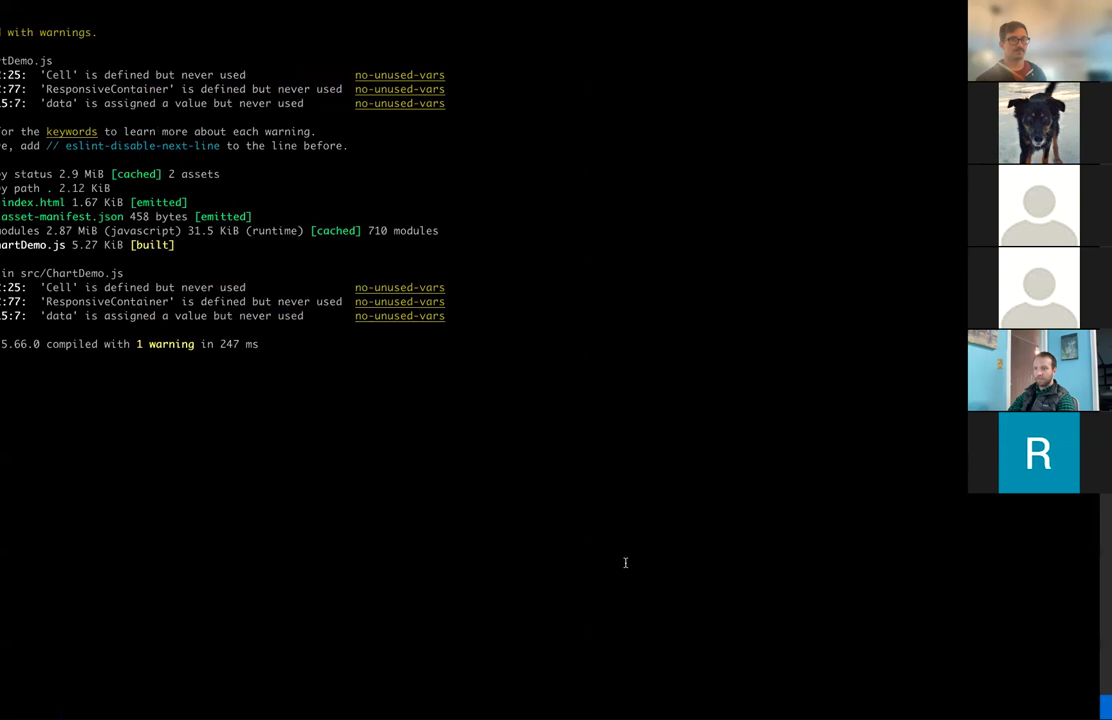 with warnings.
tDemo.js
:25: 'Cell' is defined but never used no-unused-vars
:77: 'ResponsiveContainer' is defined but never used no-unused-vars
5:7: 'data' is assigned a value but never used no-unused-vars
for the keywords to learn more about each warning.
e, add // eslint-disable-next-line to the line before.
by status 2.9 MiB [cached] 2 assets
by path . 2.12 KiB
index.html 1.67 KiB [emitted]
asset-manifest.json 458 bytes [emitted]
modules 2.87 MiB (javascript) 31.5 KiB (runtime) [cached] 710 modules
hartDemo.js 5.27 KiB [built]
in src/ChartDemo.js
:25: 'Cell' is defined but never used no-unused-vars
:77: 'ResponsiveContainer' is defined but never used no-unused-vars
5:7: 'data' is assigned a value but never used no-unused-vars
5.66.0 compiled with 1 warning in 247 ms
R